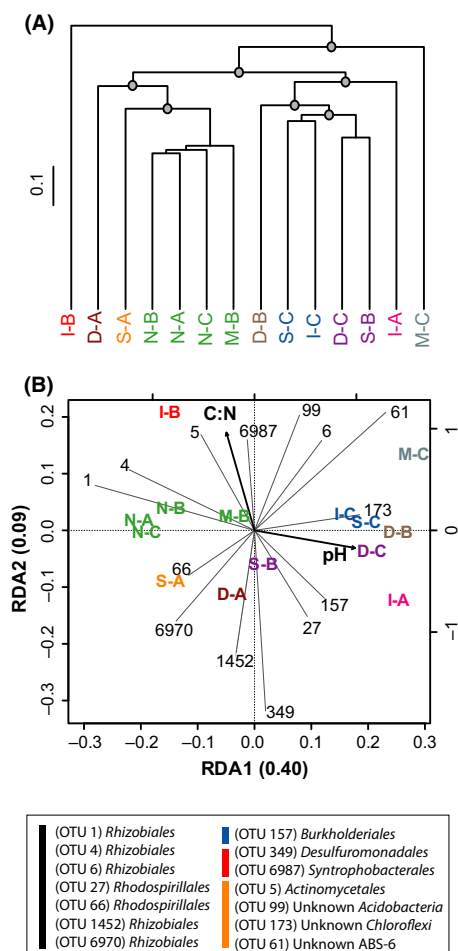 (A)
0.1
I-B D-A S-A N-B N-A N-C M-B D-B S-C I-C D-C S-B I-A M-C
(B)
0.2 0.1 0.0 −0.1 −0.2 −0.3
RDA2 (0.09)
I-B C:N 99 61
5 6987 6
M-C
4
1
N-B M-B I-C 173
N-A S-C
N-C D-B
pH D-C
66 S-B
S-A
D-A 157 I-A
6970 27
1452
349
1 0 −1
−0.3 −0.2 −0.1 0.0 0.1 0.2 0.3
RDA1 (0.40)
(OTU 1) Rhizobiales
(OTU 4) Rhizobiales
(OTU 6) Rhizobiales
(OTU 27) Rhodospirillales
(OTU 66) Rhodospirillales
(OTU 1452) Rhizobiales
(OTU 6970) Rhizobiales
(OTU 157) Burkholderiales
(OTU 349) Desulfuromonadales
(OTU 6987) Syntrophobacterales
(OTU 5) Actinomycetales
(OTU 99) Unknown Acidobacteria
(OTU 173) Unknown Chloroflexi
(OTU 61) Unknown ABS-6